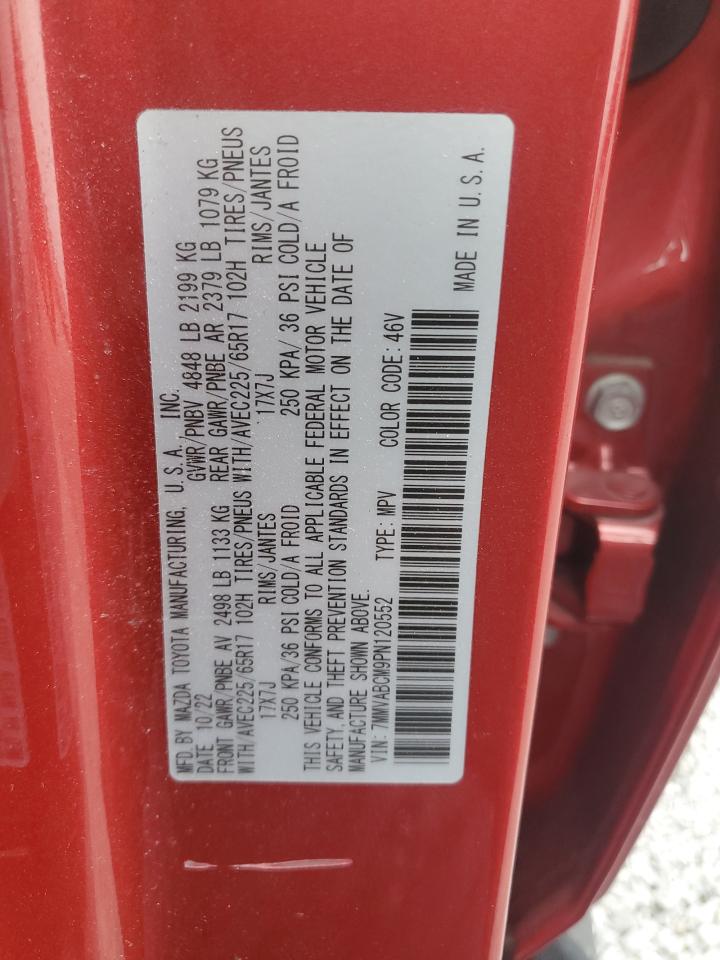 MFD. BY MAZDA TOYOTA MANUFACTURING, U.S.A., INC.
DATE 10/22 GVWR/PNBV 4848 LB 2199 KG
FRONT GAWR/PNBE AV 2498 LB 1133 KG REAR GAWR/PNBE AR 2379 LB 1079 KG
WITH/AVEC225/65R17 102H TIRES/PNEUS WITH/AVEC225/65R17 102H TIRES/PNEUS
17X7J RIMS/JANTES 17X7J RIMS/JANTES
250 KPA/36 PSI COLD/A FROID 250 KPA/ 36 PSI COLD/A FROID
THIS VEHICLE CONFORMS TO ALL APPLICABLE FEDERAL MOTOR VEHICLE
SAFETY, AND THEFT PREVENTION STANDARDS IN EFFECT ON THE DATE OF
MANUFACTURE SHOWN ABOVE.
VIN: 7MMVABCM9PN120552 TYPE: MPV COLOR CODE: 46V
MADE IN U.S.A.